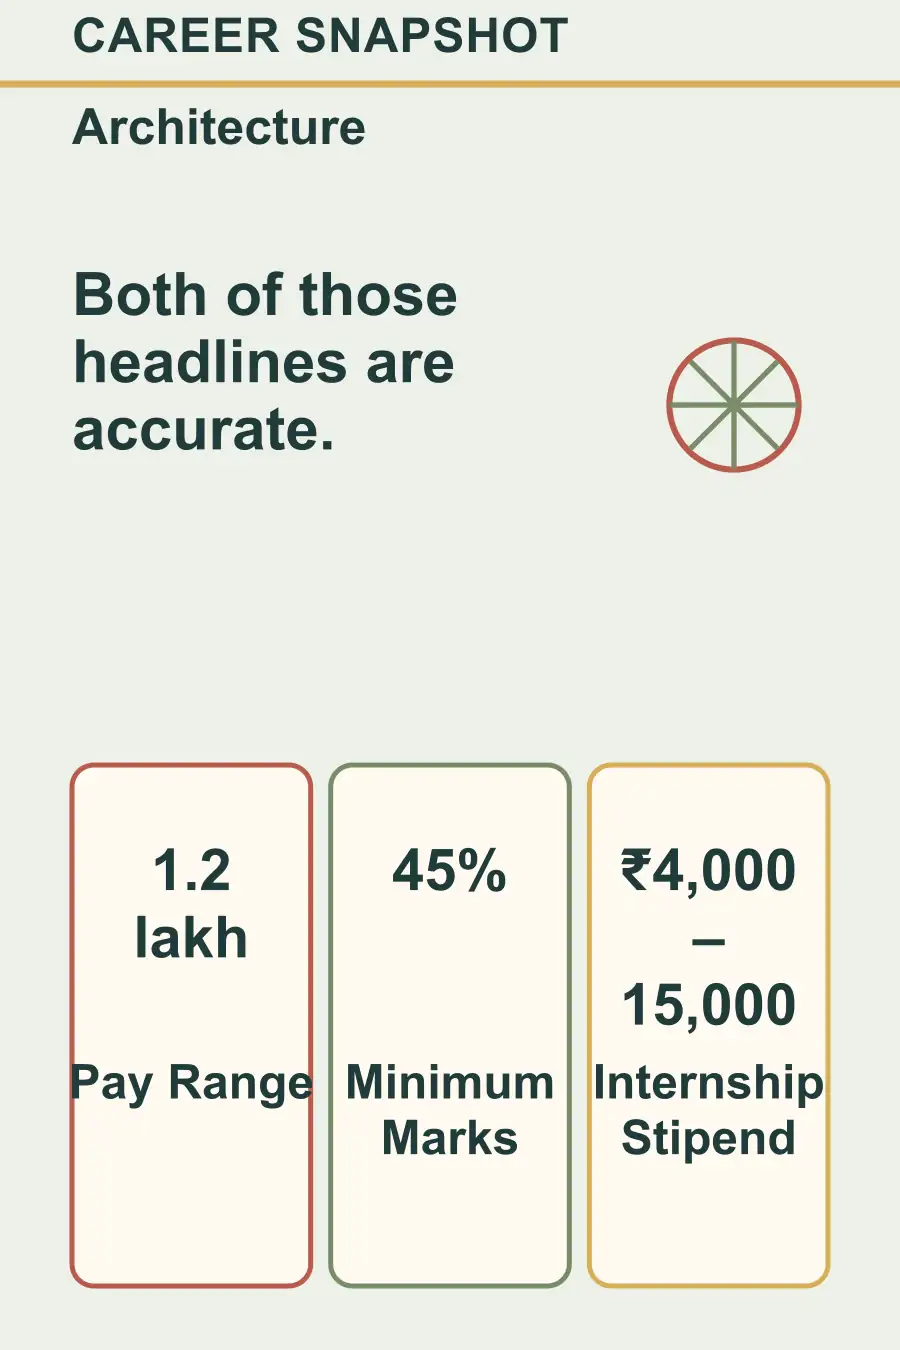 CAREER SNAPSHOT
Architecture
Both of those
headlines are
accurate.
1.2
lakh
Pay Range
45%
Minimum
Marks
₹4,000
–
15,000
Internship
Stipend